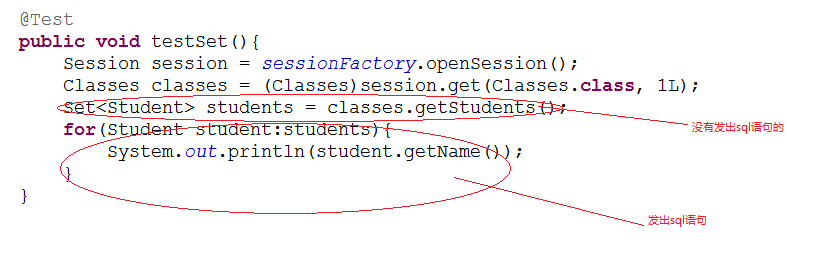 @Test
public void testSet(){
Session session = sessionFactory.openSession();
Classes classes = (Classes)session.get(Classes.class, 1L);
Set<Student> students = classes.getStudents();
for(Student student:students){
没有发出sql语句的
System.out.println(student.getName());
}
}
发出sql语句